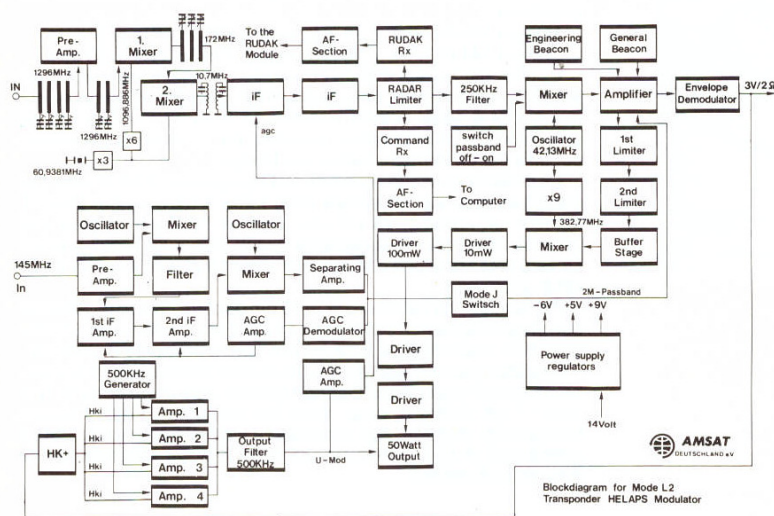 Pre-
Amp.
1.
Mixer
172MHz
To the
RUDAK
Module
AF-
Section
RUDAK
Rx
Engineering
Beacon
General
Beacon
1296MHz
10,7MHz
IN
2.
Mixer
iF
iF
RADAR
Limiter
250KHz
Filter
Mixer
Amplifier
Envelope
Demodulator
3V/2Ω
1296MHz
1096,886MHz
x6
agc
Command
Rx
switch
passband
off-on
Oscillator
42,13MHz
1st
Limiter
x3
60,9381MHz
AF-
Section
To
Computer
x9
2nd
Limiter
382,77MHz
Oscillator
Mixer
Oscillator
Driver
100mW
Driver
10mW
Mixer
Buffer
Stage
145MHz
In
Pre-
Amp.
Filter
Mixer
Separating
Amp.
Mode J
Switsch
2M-Passband
1st iF
Amp.
2nd iF
Amp.
AGC
Amp.
AGC
Demodulator
-6V +5V +9V
Driver
Power supply
regulators
500KHz
Generator
AGC
Amp.
Driver
14Volt
HK+
Hki
Amp. 1
Hki
Amp. 2
Hki
Amp. 3
Hki
Amp. 4
Output
Filter
500KHz
U-Mod
50Watt
Output
AMSAT
DEUTSCHLAND e.V
Blockdiagram for Mode L2
Transponder HELAPS Modulator